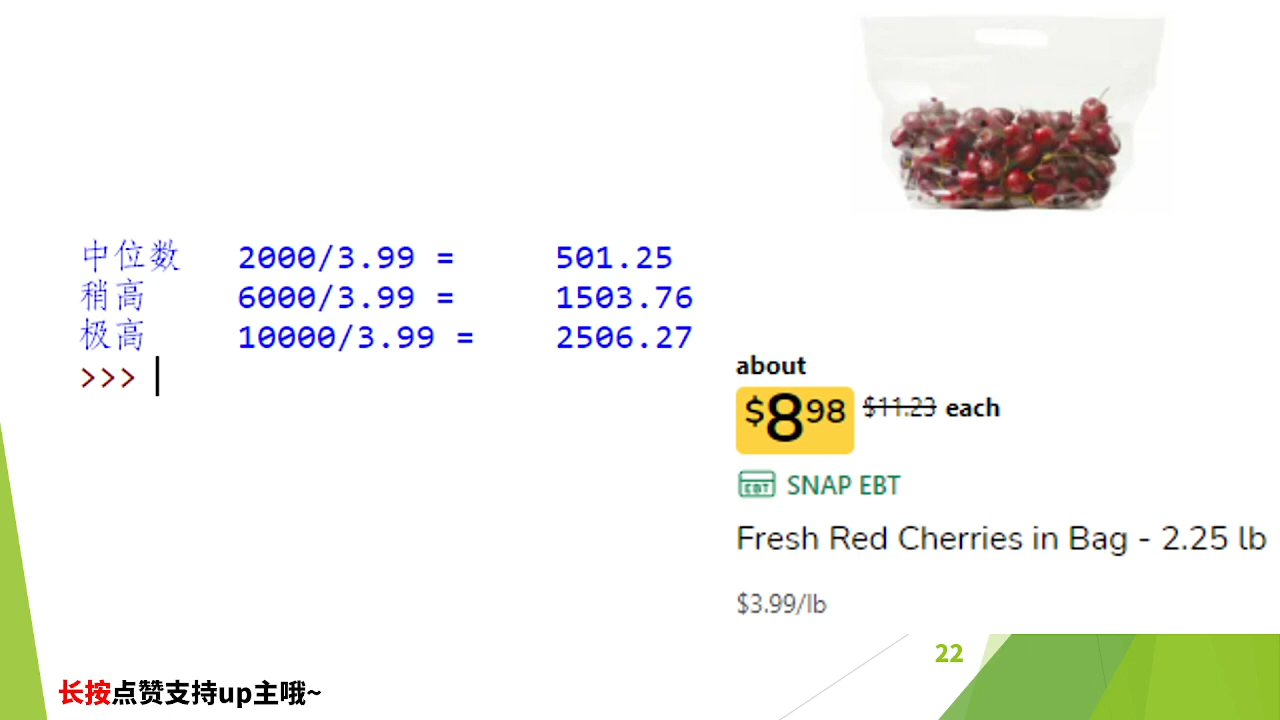 中位数 2000/3.99 = 501.25
稍高 6000/3.99 = 1503.76
极高 10000/3.99 = 2506.27
>>>
about
$8.98 $11.23 each
EBT SNAP EBT
Fresh Red Cherries in Bag - 2.25 lb
$3.99/lb
22
长按点赞支持up主哦~